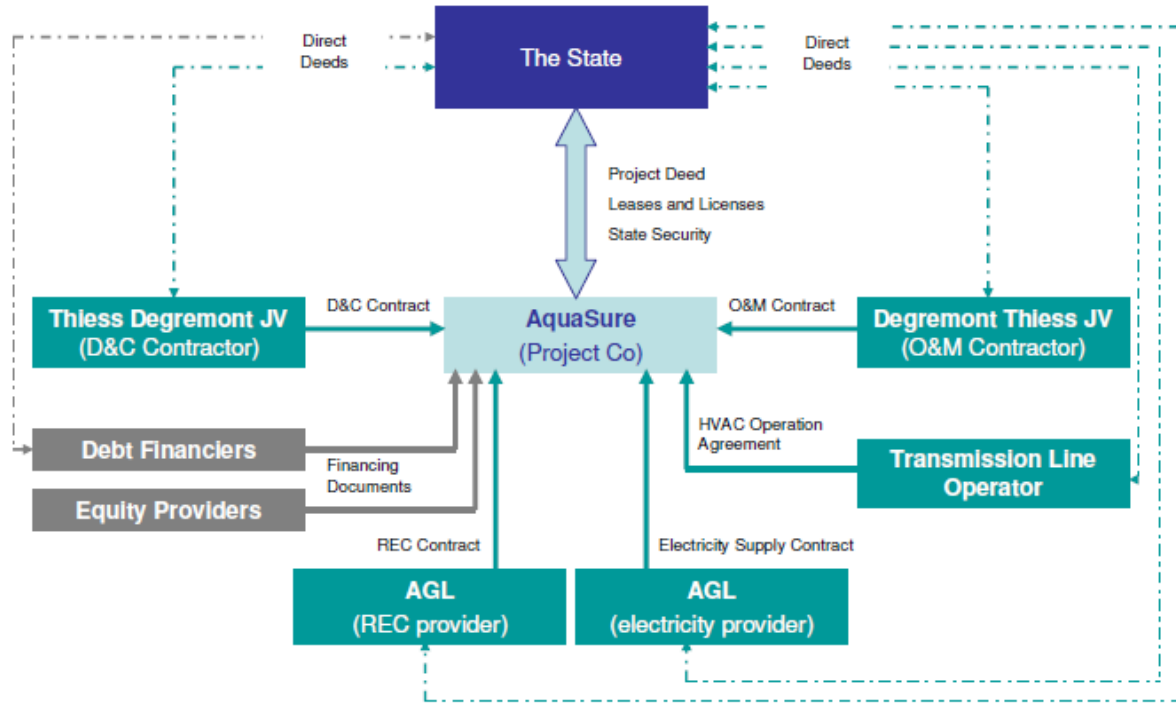 Direct
Deeds
The State
Direct
Deeds
Project Deed
Leases and Licenses
State Security
Thless Degremont JV
(D&C Contractor)
D&C Contract
AquaSure
(Project Co)
O&M Contract
Degremont Thless JV
(O&M Contractor)
Debt Financiers
Equity Providers
Financing
Documents
HVAC Operation
Agreement
Transmission Line
Operator
REC Contract
Electricity Supply Contract
AGL
(REC provider)
AGL
(electricity provider)